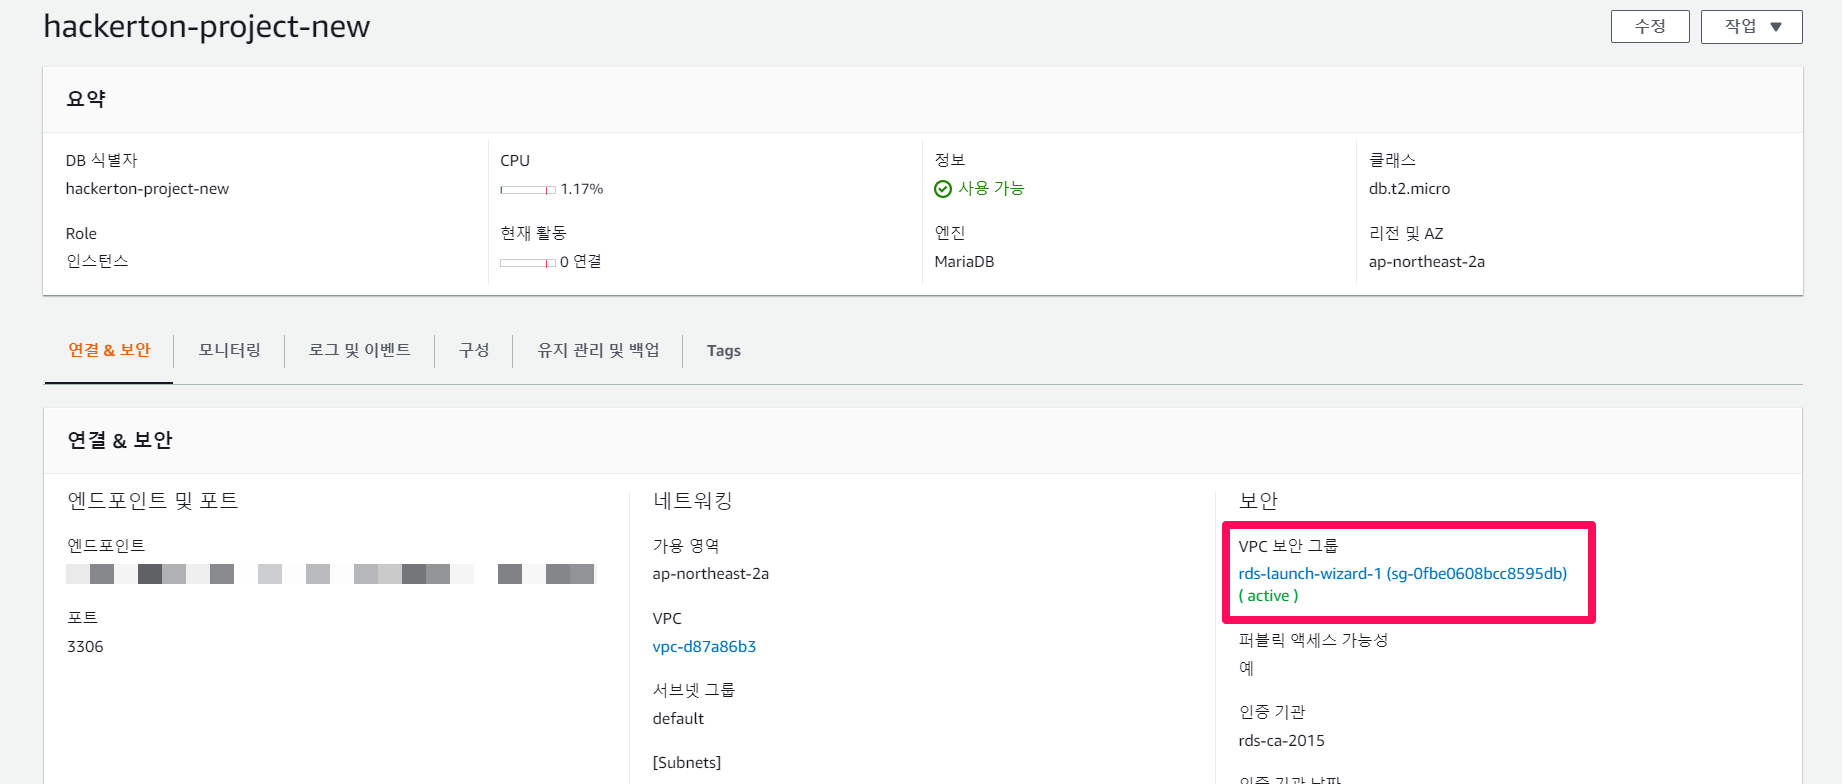 hackerton-project-new
수정
작업
요약
DB 식별자
hackerton-project-new
CPU
1.17%
정보
사용 가능
클래스
db.t2.micro
Role
인스턴스
현재 활동
0 연결
엔진
MariaDB
리전 및 AZ
ap-northeast-2a
연결 & 보안
모니터링
로그 및 이벤트
구성
유지 관리 및 백업
Tags
연결 & 보안
엔드포인트 및 포트
엔드포인트
포트
3306
네트워킹
가용 영역
ap-northeast-2a
VPC
vpc-d87a86b3
서브넷 그룹
default
[Subnets]
보안
VPC 보안 그룹
rds-launch-wizard-1 (sg-0fbe0608bcc8595db)
( active )
퍼블릭 액세스 가능성
예
인증 기관
rds-ca-2015
인증 기관 날짜